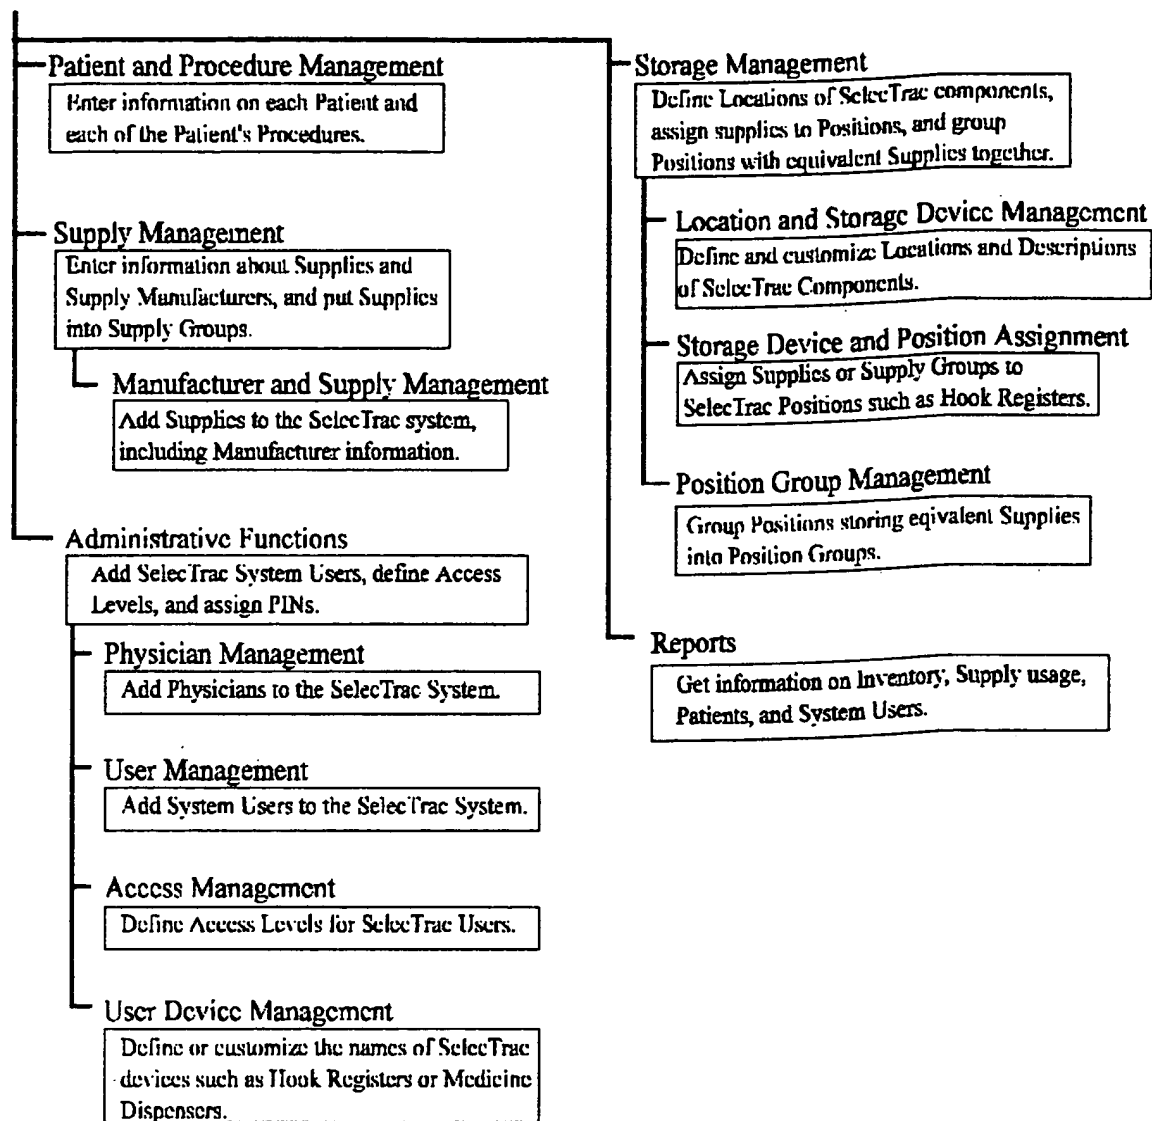 Patient and Procedure Management
Enter information on each Patient and
each of the Patient's Procedures.
Supply Management
Enter information about Supplies and
Supply Manufacturers, and put Supplies
into Supply Groups.
Manufacturer and Supply Management
Add Supplies to the SelecTrac system,
including Manufacturer information.
Administrative Functions
Add SelecTrac System Users, define Access
Levels, and assign PINs.
Physician Management
Add Physicians to the SelecTrac System.
User Management
Add System Users to the SelecTrac System.
Access Management
Define Access Levels for SelecTrac Users.
User Device Management
Define or customize the names of SelecTrac
devices such as Hook Registers or Medicine
Dispensers.
Storage Management
Define Locations of SelecTrac components,
assign supplies to Positions, and group
Positions with equivalent Supplies together.
Location and Storage Device Management
Define and customize Locations and Descriptions
of SelecTrac Components.
Storage Device and Position Assignment
Assign Supplies or Supply Groups to
SelecTrac Positions such as Hook Registers.
Position Group Management
Group Positions storing eqivalent Supplies
into Position Groups.
Reports
Get information on Inventory, Supply usage,
Patients, and System Users.